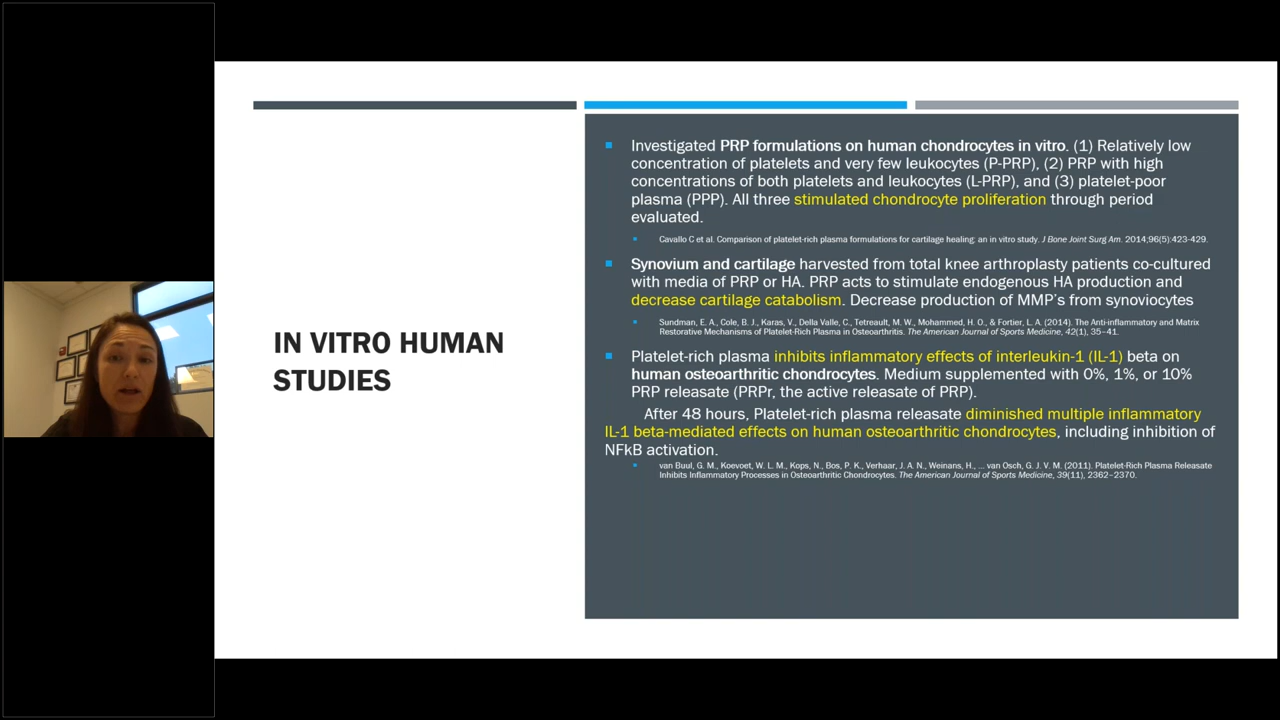 IN VITRO HUMAN
STUDIES
Investigated PRP formulations on human chondrocytes in vitro. (1) Relatively low
concentration of platelets and very few leukocytes (P-PRP), (2) PRP with high
concentrations of both platelets and leukocytes (L-PRP), and (3) platelet-poor
plasma (PPP). All three stimulated chondrocyte proliferation through period
evaluated.
Cavallo C et al. Comparison of platelet-rich plasma formulations for cartilage healing: an in vitro study. J Bone Joint Surg Am. 2014;96(5):423-429.
Synovium and cartilage harvested from total knee arthroplasty patients co-cultured
with media of PRP or HA. PRP acts to stimulate endogenous HA production and
decrease cartilage catabolism. Decrease production of MMP's from synoviocytes
Sundman, E. A., Cole, B. J., Karas, V., Della Valle, C., Tetreault, M. W., Mohammed, H. O., & Fortier, L. A. (2014). The Anti-inflammatory and Matrix
Restorative Mechanisms of Platelet-Rich Plasma in Osteoarthritis. The American Journal of Sports Medicine, 42(1), 35–41.
Platelet-rich plasma inhibits inflammatory effects of interleukin-1 (IL-1) beta on
human osteoarthritic chondrocytes. Medium supplemented with 0%, 1%, or 10%
PRP releasate (PRPr, the active releasate of PRP).
After 48 hours, Platelet-rich plasma releasate diminished multiple inflammatory
IL-1 beta-mediated effects on human osteoarthritic chondrocytes, including inhibition of
NFkB activation.
van Buul, G. M., Koevoet, W. L. M., Kops, N., Bos, P. K., Verhaar, J. A. N., Weinans, H., … van Osch, G. J. V. M. (2011). Platelet-Rich Plasma Releasate
Inhibits Inflammatory Processes in Osteoarthritic Chondrocytes. The American Journal of Sports Medicine, 39(11), 2362–2370.